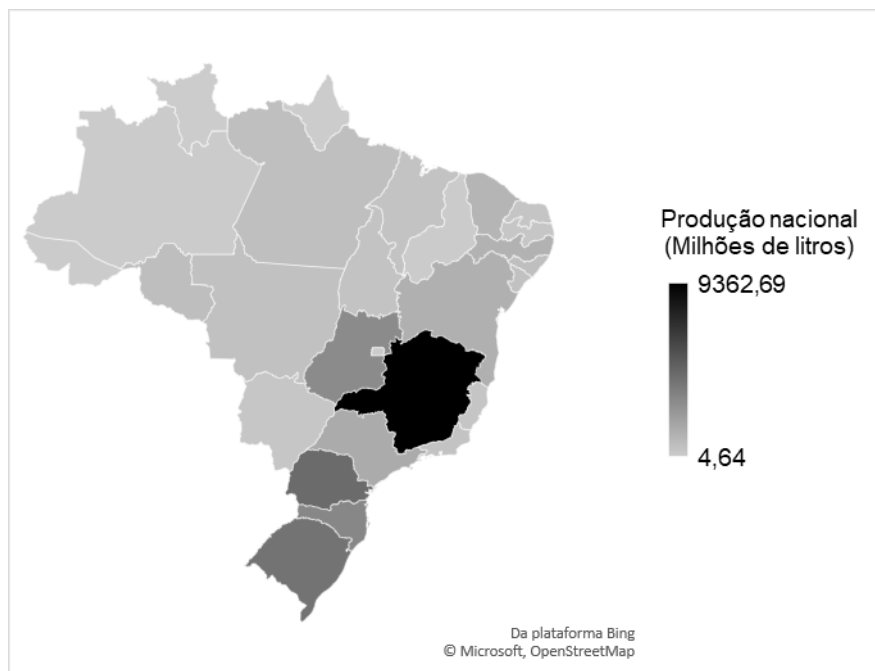 Produção nacional
(Milhões de litros)
9362,69
4,64
Da plataforma Bing
© Microsoft, OpenStreetMap